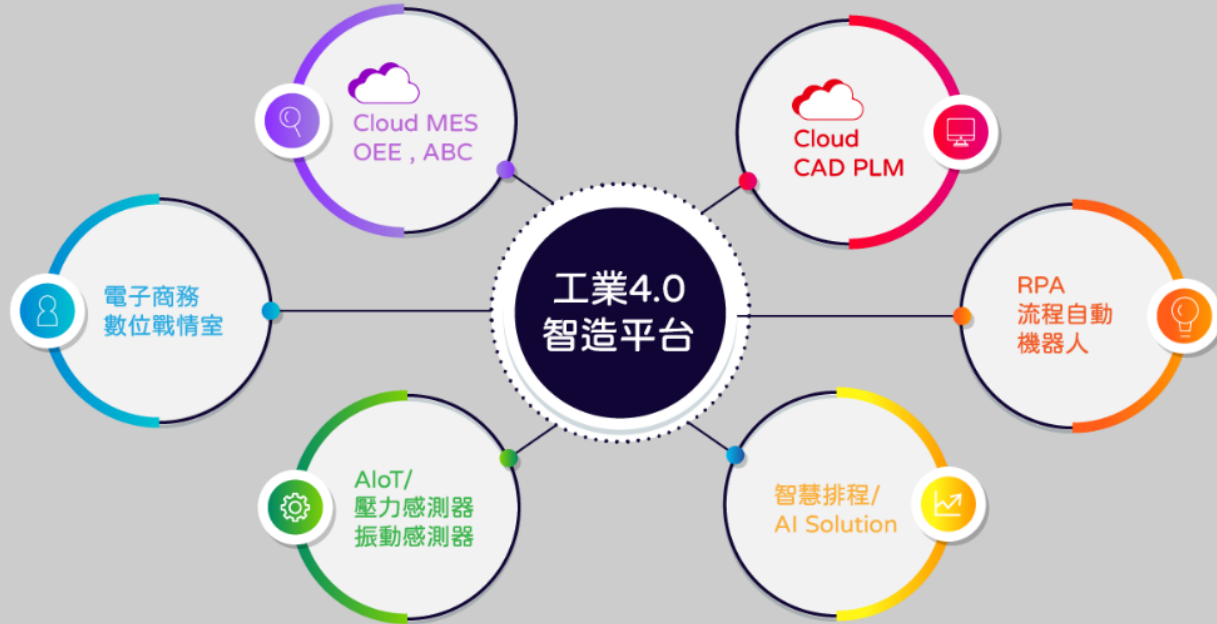 Cloud MES
OEE , ABC
Cloud
CAD PLM
電子商務
數位戰情室
工業4.0
智造平台
RPA
流程自動
機器人
AIoT/
壓力感測器
振動感測器
智慧排程/
AI Solution